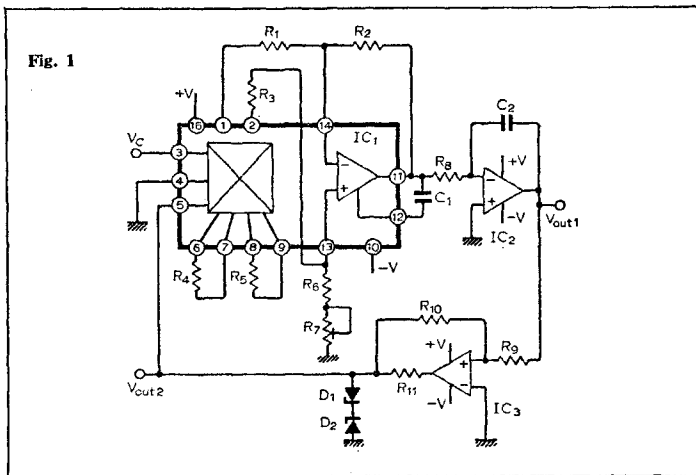 Fig. 1
R1
R2
R3
+V
16
1
2
14
IC1
C2
VC
3
4
5
11
R8
+V
C1
12
-V
IC2
Vout1
6
7
8
9
13
10
-V
R4
R5
R6
R7
R10
+V
R9
R11
-V
IC3
Vout2
D1
D2